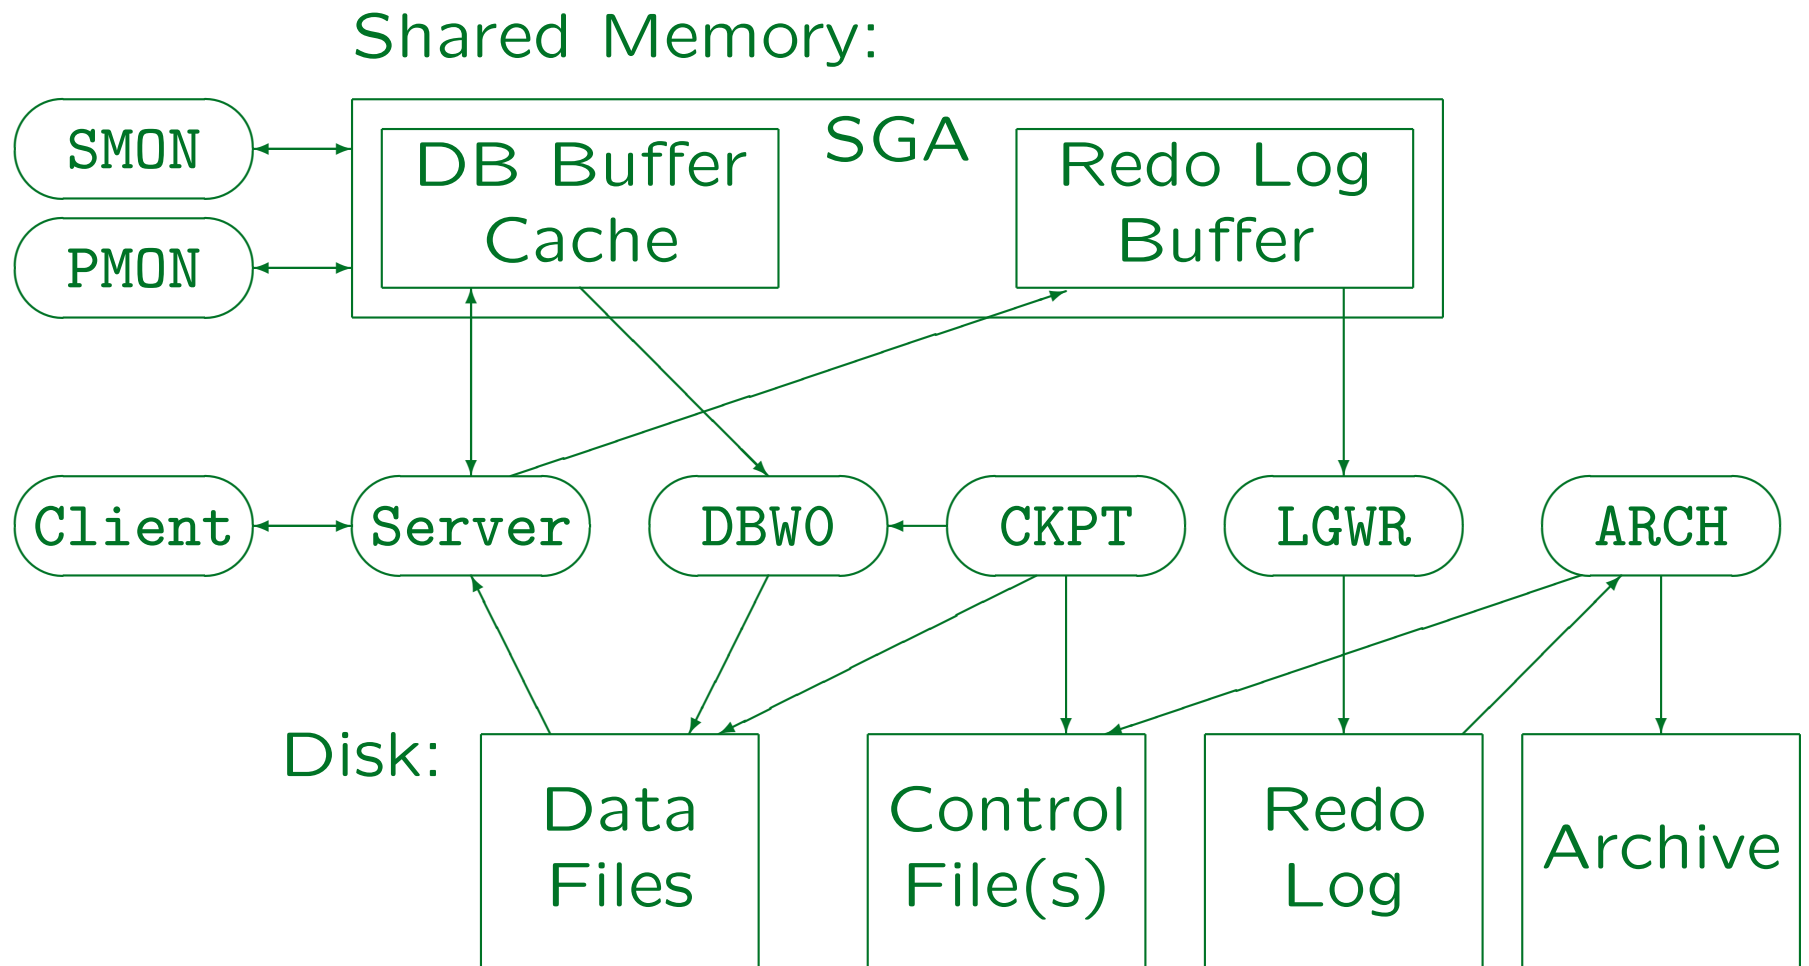 Shared Memory:
SMON
PMON
DB Buffer
Cache
SGA
Redo Log
Buffer
Client
Server
DBWO
CKPT
LGWR
ARCH
Disk:
Data
Files
Control
File(s)
Redo
Log
Archive